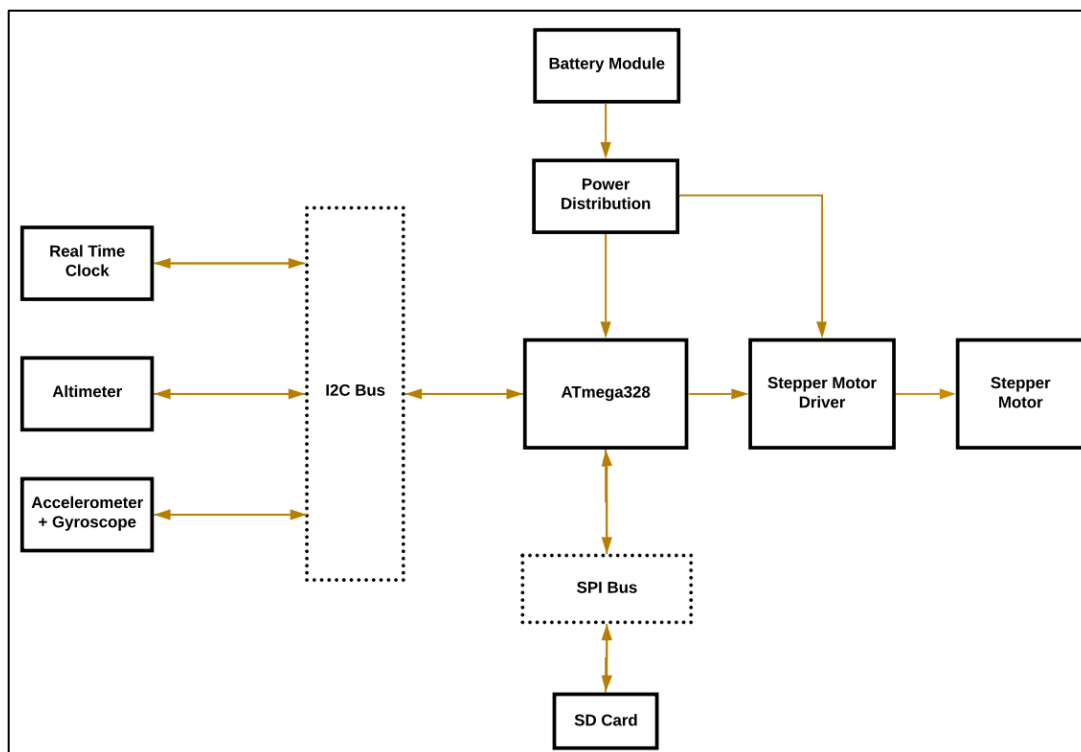 Battery Module
Power
Distribution
Real Time
Clock
Altimeter
I2C Bus
ATmega328
Stepper Motor
Driver
Stepper
Motor
Accelerometer
+ Gyroscope
SPI Bus
SD Card